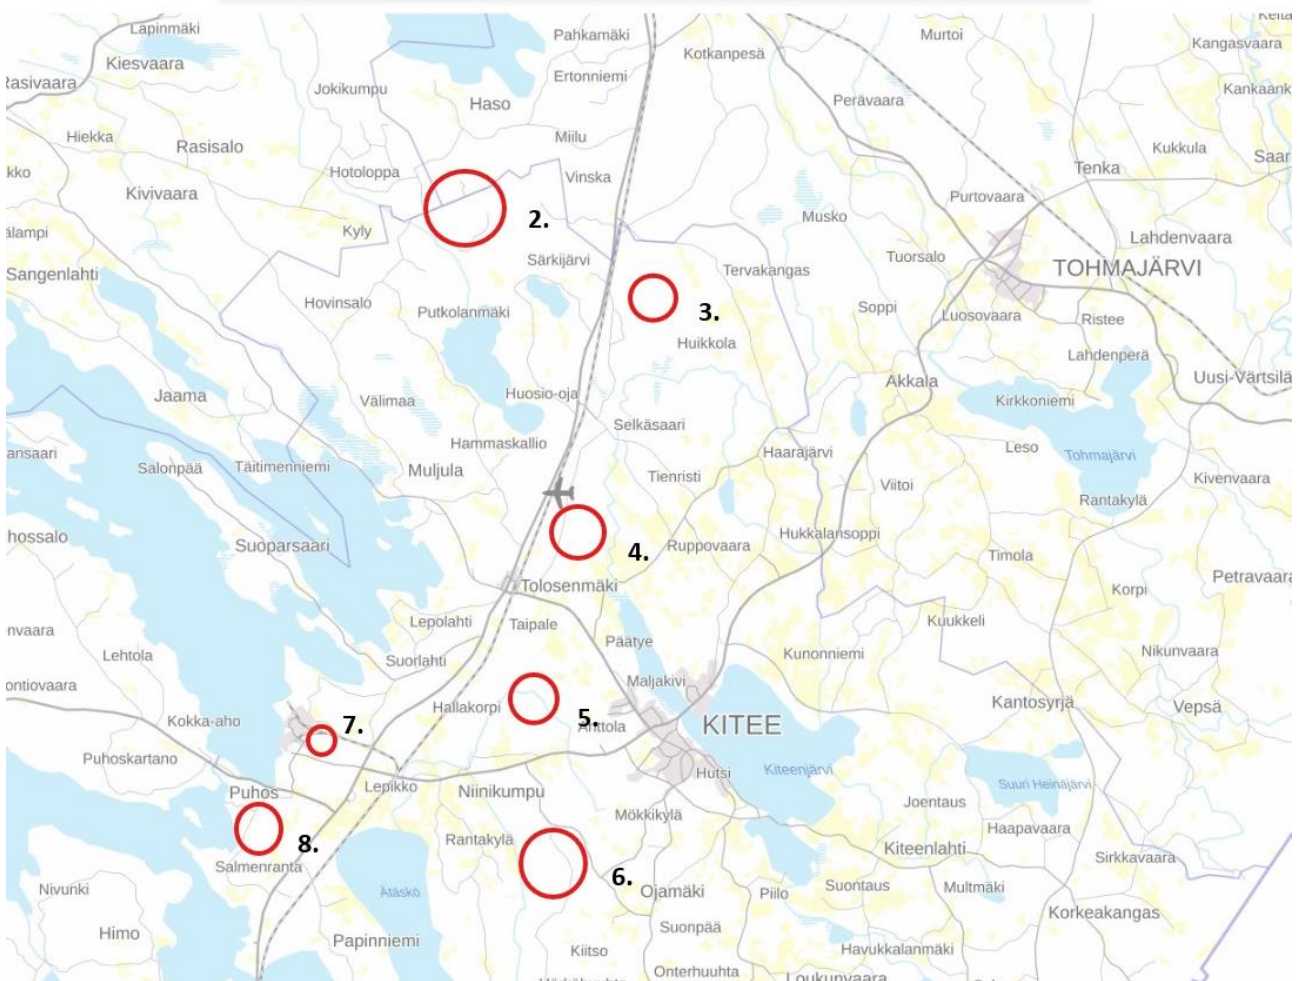 Lapinmäki
Pahkamäki
Murtoi
Kangasvaara
Kiesvaara
Kotkanpesä
Rasivaara
Jokikumpu
Ertonniemi
Haso
Perävaara
Kankaank
Hiekka
Rasisalo
Miilu
Kukkula
Saar
kko
Hotoloppa
Vinska
Tenka
Kivivaara
Purtovaara
2.
Musko
älampi
Kyly
Lahdenvaara
Sangenlahti
Särkijärvi
Tervakangas
Tuorsalo
TOHMAJÄRVI
Hovinsalo
Putkolanmäki
3.
Soppi
Luosovaara
Ristee
Huikkola
Lahdenperä
Jaama
Välimaa
Huosio-oja
Akkala
Uusi-Värtsilä
Kirkkoniemi
Selkäsaari
ansaari
Salonpää
Täitimenniemi
Hammaskallio
Haarajärvi
Leso
Tohmajärvi
Muljula
Tienristi
Viitoi
Kivenvaara
Rantakylä
hossalo
Suoparsaari
4.
Ruppovaara
Hukkalansoppi
Timola
Tolosenmäki
Korpi
Petravaara
Lepolahti
Taipale
Kuukkeli
nvaara
Lehtola
Suorlahti
Päätye
Kunonniemi
Nikunvaara
ontiovaara
Maljakivi
Kantosyrjä
Vepsä
Kokka-aho
7.
Hallakorpi
5.
Anttola
KITEE
Puhoskartano
Hutsi
Kiteenjärvi
Suuri Heinäjärvi
Puhos
Lepikko
Niinikumpu
Joentaus
Mökkikylä
Haapavaara
8.
Rantakylä
Kiteenlahti
Sirkkavaara
Salmenranta
6.
Nivunki
Ätäskö
Ojamäki
Piilo
Suontaus
Multmäki
Korkeakangas
Himo
Papinniemi
Suonpää
Kiitso
Havukkalanmäki
Onterhuuhta
Loukunvaara